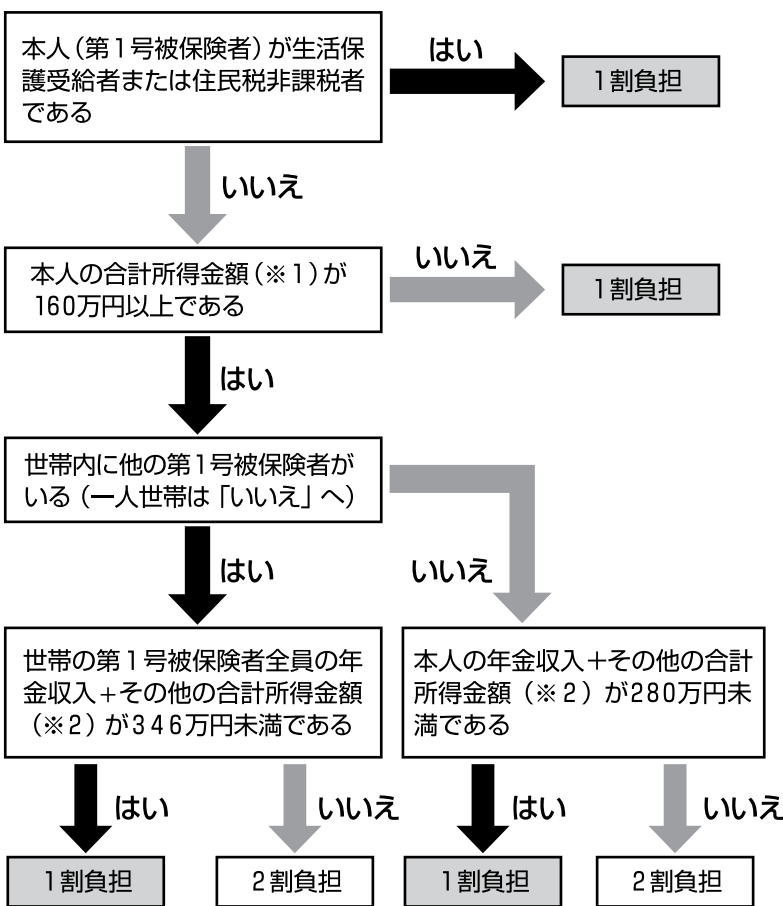 本人（第1号被保険者）が生活保
護受給者または住民税非課税者
である
はい
1割負担
いいえ
本人の合計所得金額（※1）が
160万円以上である
いいえ
1割負担
はい
世帯内に他の第1号被保険者が
いる（一人世帯は「いいえ」へ）
はい
いいえ
世帯の第1号被保険者全員の年
金収入＋その他の合計所得金額
（※2）が346万円未満である
本人の年金収入＋その他の合計
所得金額（※2）が280万円未
満である
はい
いいえ
はい
いいえ
1割負担
2割負担
1割負担
2割負担